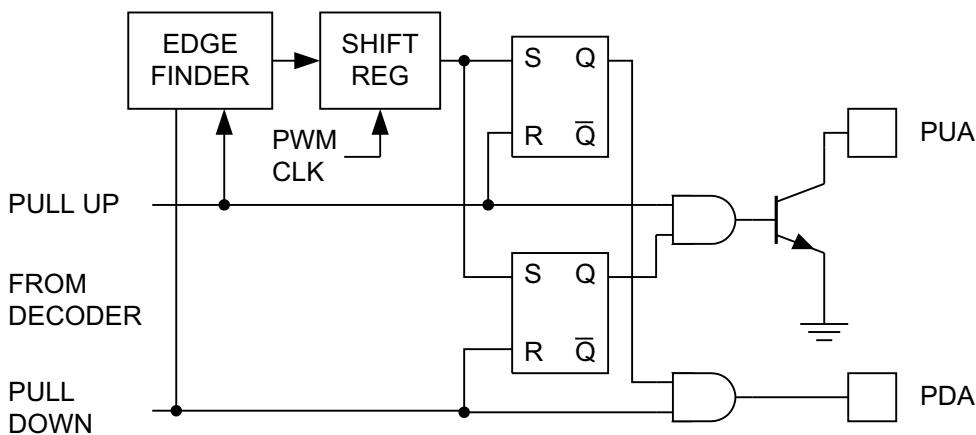 EDGE
FINDER
SHIFT
REG
S Q
R Q̅
PWM
CLK
PUA
PULL UP
FROM
DECODER
S Q
R Q̅
PULL
DOWN
PDA